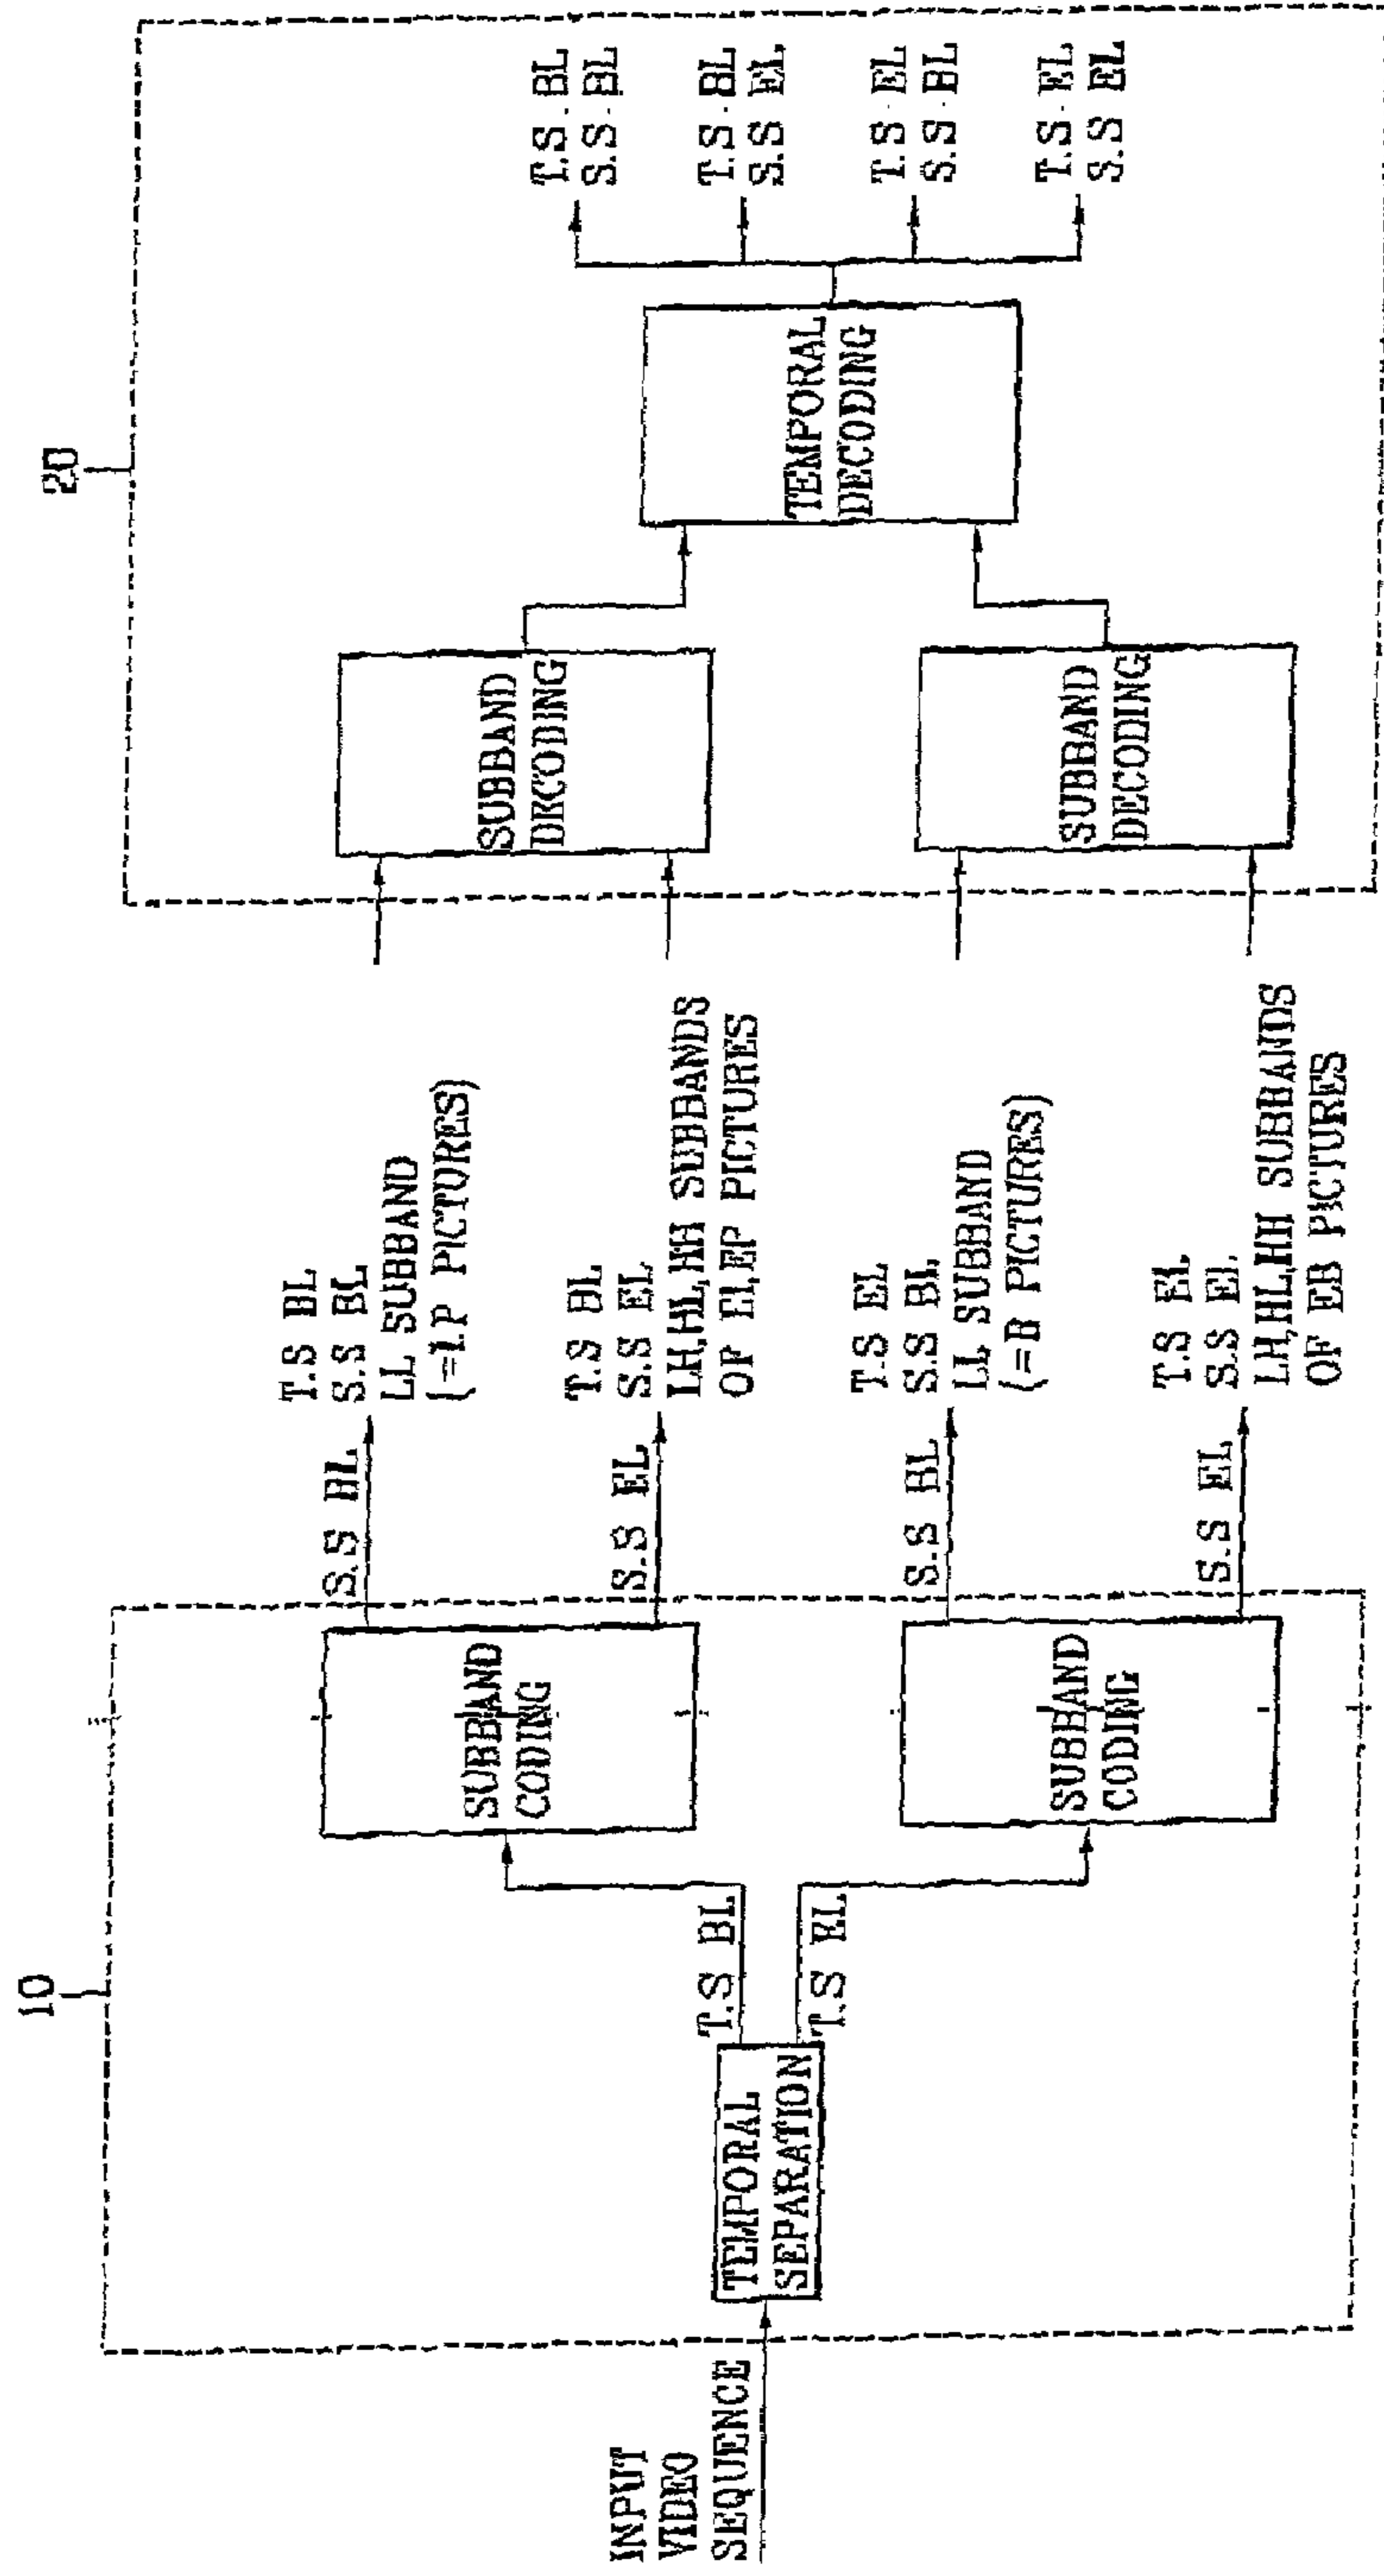 10
INPUT
VIDEO
SEQUENCE
TEMPORAL
SEPARATION
T.S BL
T.S EL
SUBBAND
CODING
SUBBAND
CODING
S.S BL
S.S EL
S.S BL
S.S EL
T.S BL
S.S BL
LL SUBBAND
(=I.P PICTURES)
T.S BL
S.S EL
LH,HL,HH SUBBANDS
OF EI,EP PICTURES
T.S EL
S.S BL
LL SUBBAND
(=B PICTURES)
T.S EL
S.S EL
LH,HL,HH SUBBANDS
OF EB PICTURES
20
SUBBAND
DECODING
SUBBAND
DECODING
TEMPORAL
DECODING
T.S·BL
S.S·BL
T.S·BL
S.S EL
T.S·EL
S.S·BL
T.S·EL
S.S EL